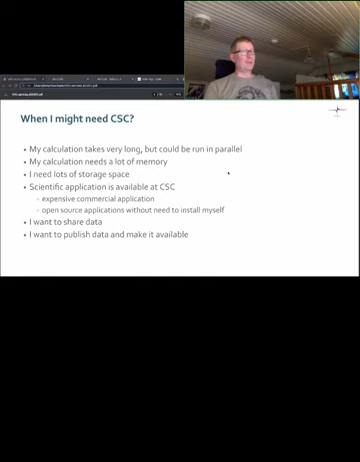 When I might need CSC?
My calculation takes very long, but could be run in parallel
My calculation needs a lot of memory
I need lots of storage space
Scientific application is available at CSC
expensive commercial application
open source applications without need to install myself
I want to share data
I want to publish data and make it available